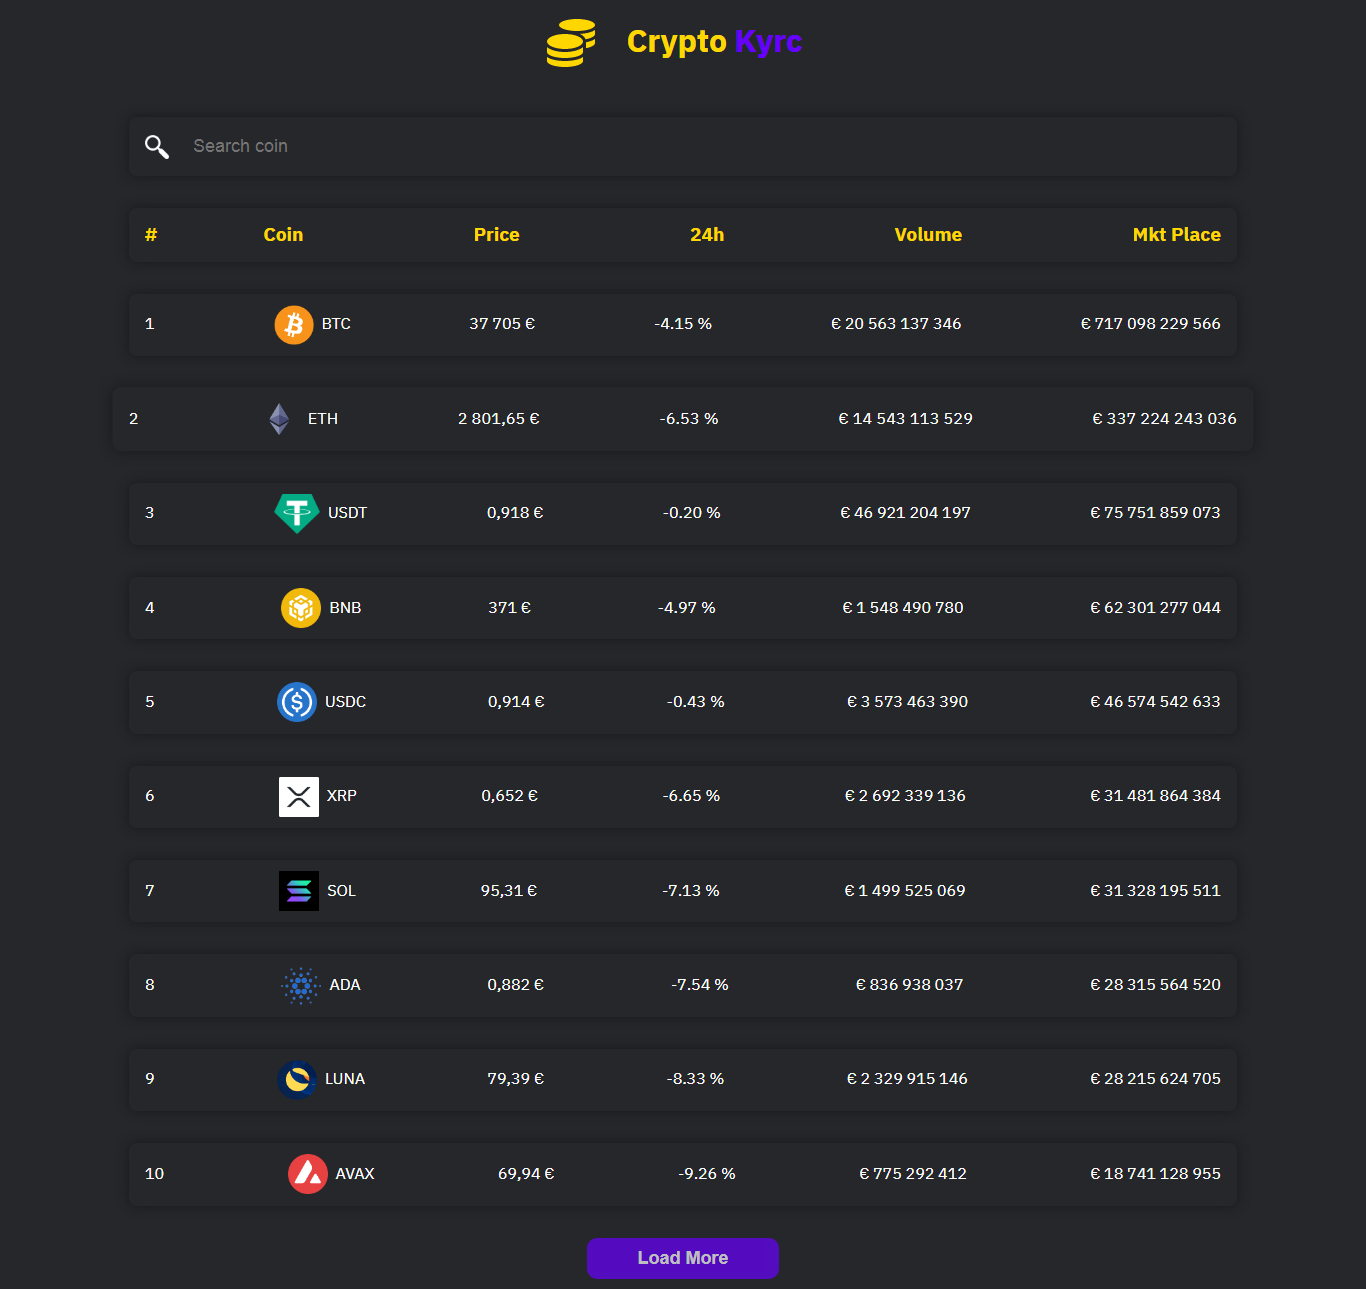 Crypto Kyrc
Search coin
# Coin Price 24h Volume Mkt Place
1 BTC 37 705 € -4.15 % € 20 563 137 346 € 717 098 229 566
2 ETH 2 801,65 € -6.53 % € 14 543 113 529 € 337 224 243 036
3 USDT 0,918 € -0.20 % € 46 921 204 197 € 75 751 859 073
4 BNB 371 € -4.97 % € 1 548 490 780 € 62 301 277 044
5 USDC 0,914 € -0.43 % € 3 573 463 390 € 46 574 542 633
6 XRP 0,652 € -6.65 % € 2 692 339 136 € 31 481 864 384
7 SOL 95,31 € -7.13 % € 1 499 525 069 € 31 328 195 511
8 ADA 0,882 € -7.54 % € 836 938 037 € 28 315 564 520
9 LUNA 79,39 € -8.33 % € 2 329 915 146 € 28 215 624 705
10 AVAX 69,94 € -9.26 % € 775 292 412 € 18 741 128 955
Load More